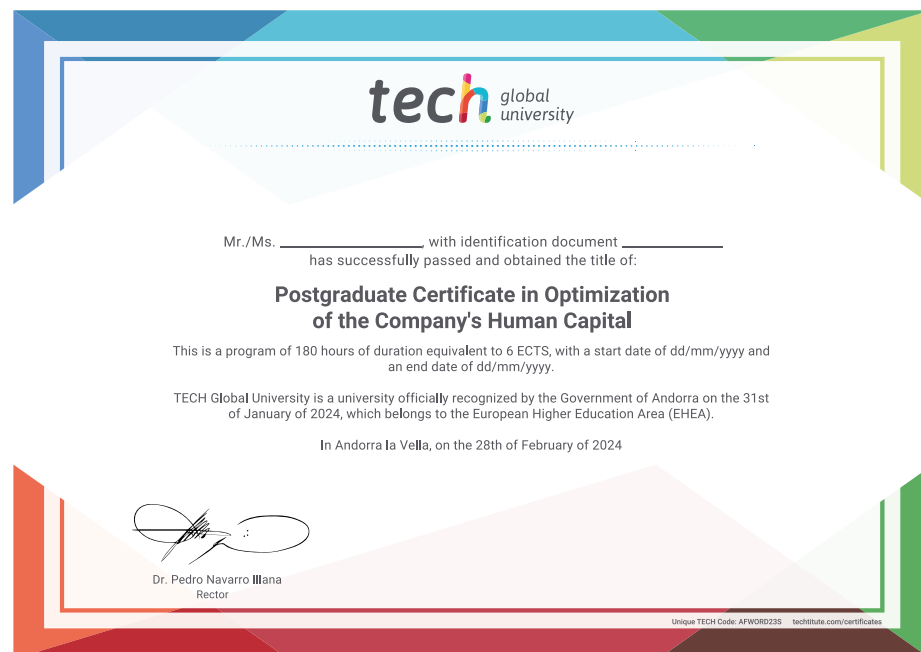 tech global
university
Mr./Ms. ____________, with identification document ____________
has successfully passed and obtained the title of:
Postgraduate Certificate in Optimization
of the Company's Human Capital
This is a program of 180 hours of duration equivalent to 6 ECTS, with a start date of dd/mm/yyyy and
an end date of dd/mm/yyyy.
TECH Global University is a university officially recognized by the Government of Andorra on the 31st
of January of 2024, which belongs to the European Higher Education Area (EHEA).
In Andorra la Vella, on the 28th of February of 2024
Dr. Pedro Navarro Illana
Rector
Unique TECH Code: AFWORD23S techtitute.com/certificates